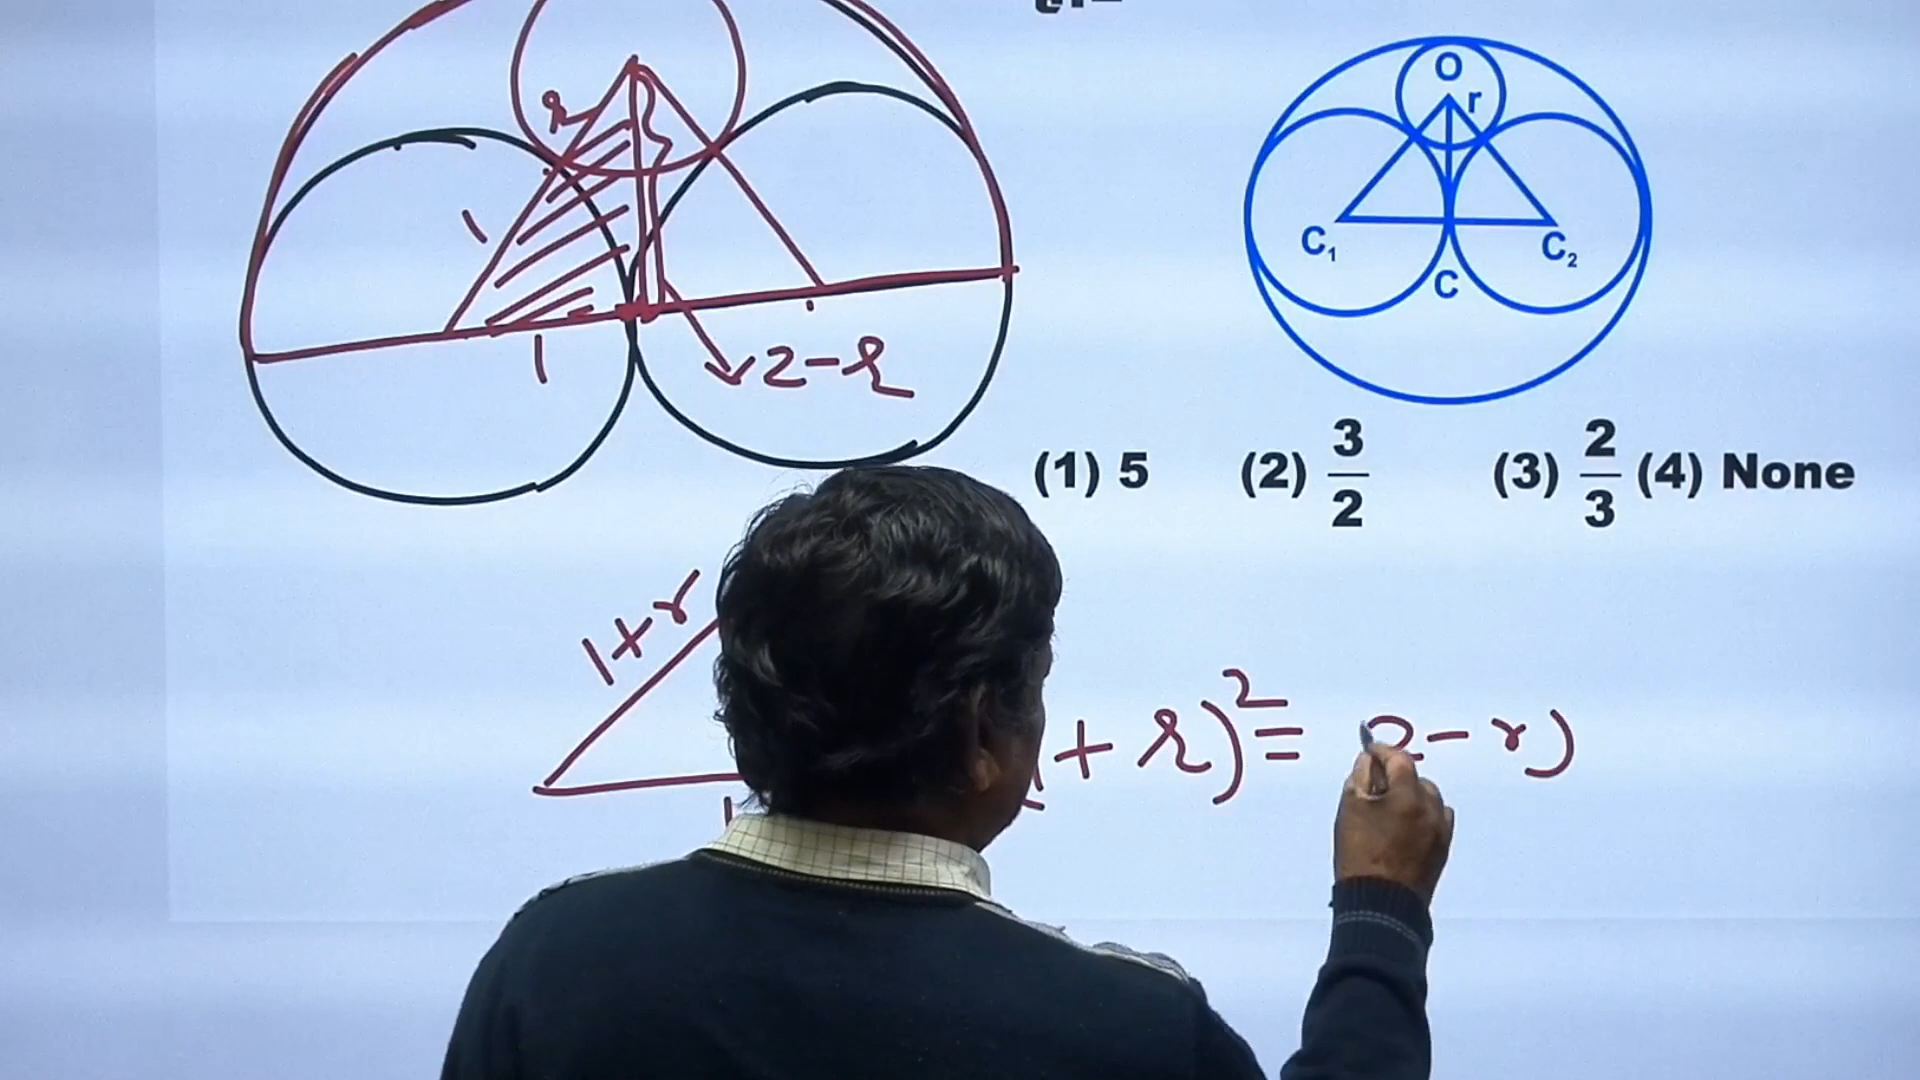 O
r
C₁
C₂
C
r
1
1
2-r
(1) 5 (2) 3/2 (3) 2/3 (4) None
1+r
+ r)² = 2-r)